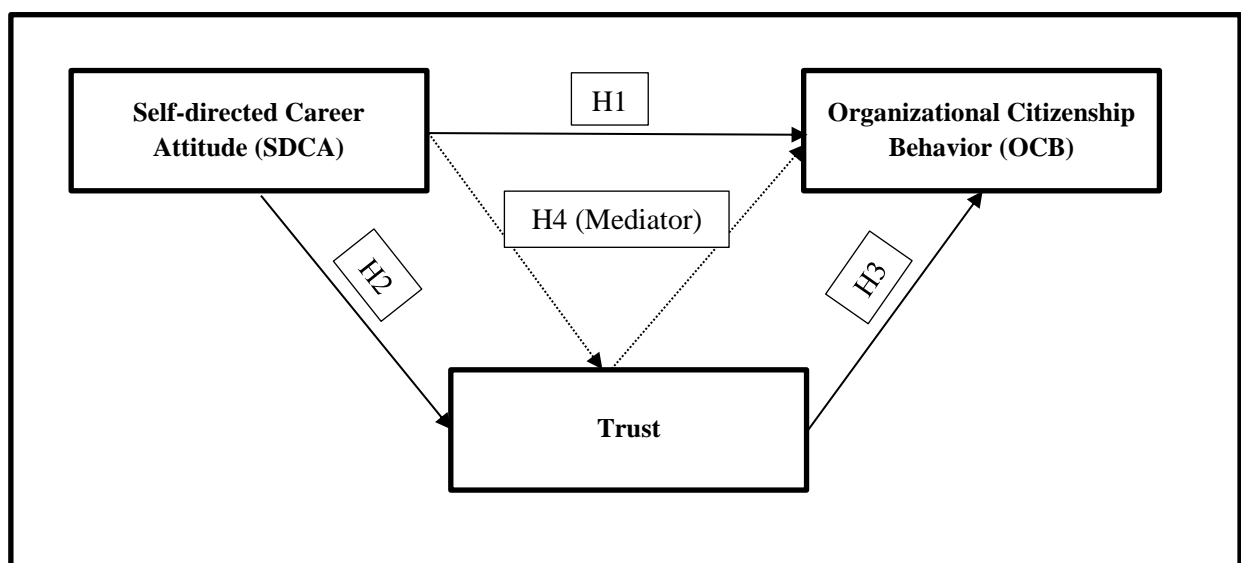 Self-directed Career
Attitude (SDCA)
H1
Organizational Citizenship
Behavior (OCB)
H4 (Mediator)
H2
H3
Trust